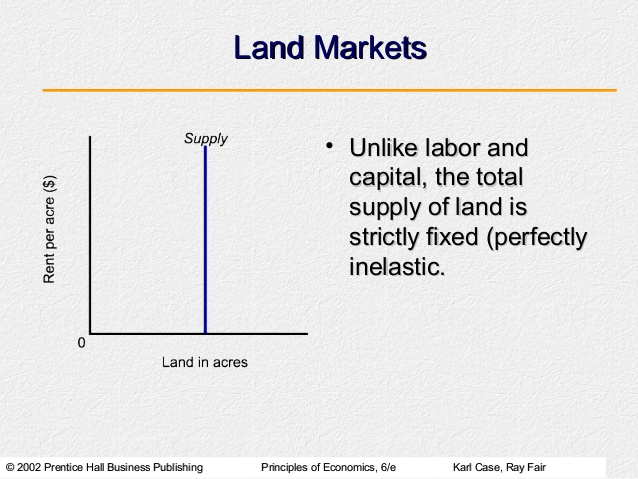 Land Markets
Supply
Rent per acre ($)
0
Land in acres
• Unlike labor and
capital, the total
supply of land is
strictly fixed (perfectly
inelastic.
© 2002 Prentice Hall Business Publishing Principles of Economics, 6/e Karl Case, Ray Fair